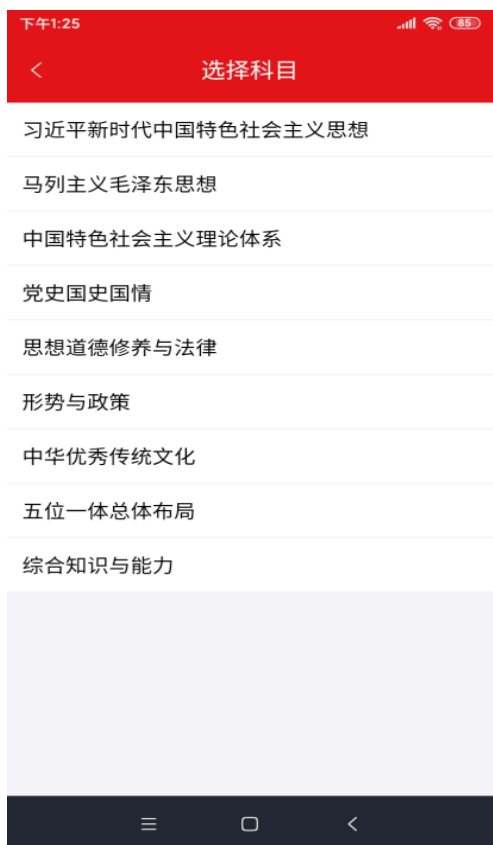 下午1:25
85
选择科目
习近平新时代中国特色社会主义思想
马列主义毛泽东思想
中国特色社会主义理论体系
党史国史国情
思想道德修养与法律
形势与政策
中华优秀传统文化
五位一体总体布局
综合知识与能力